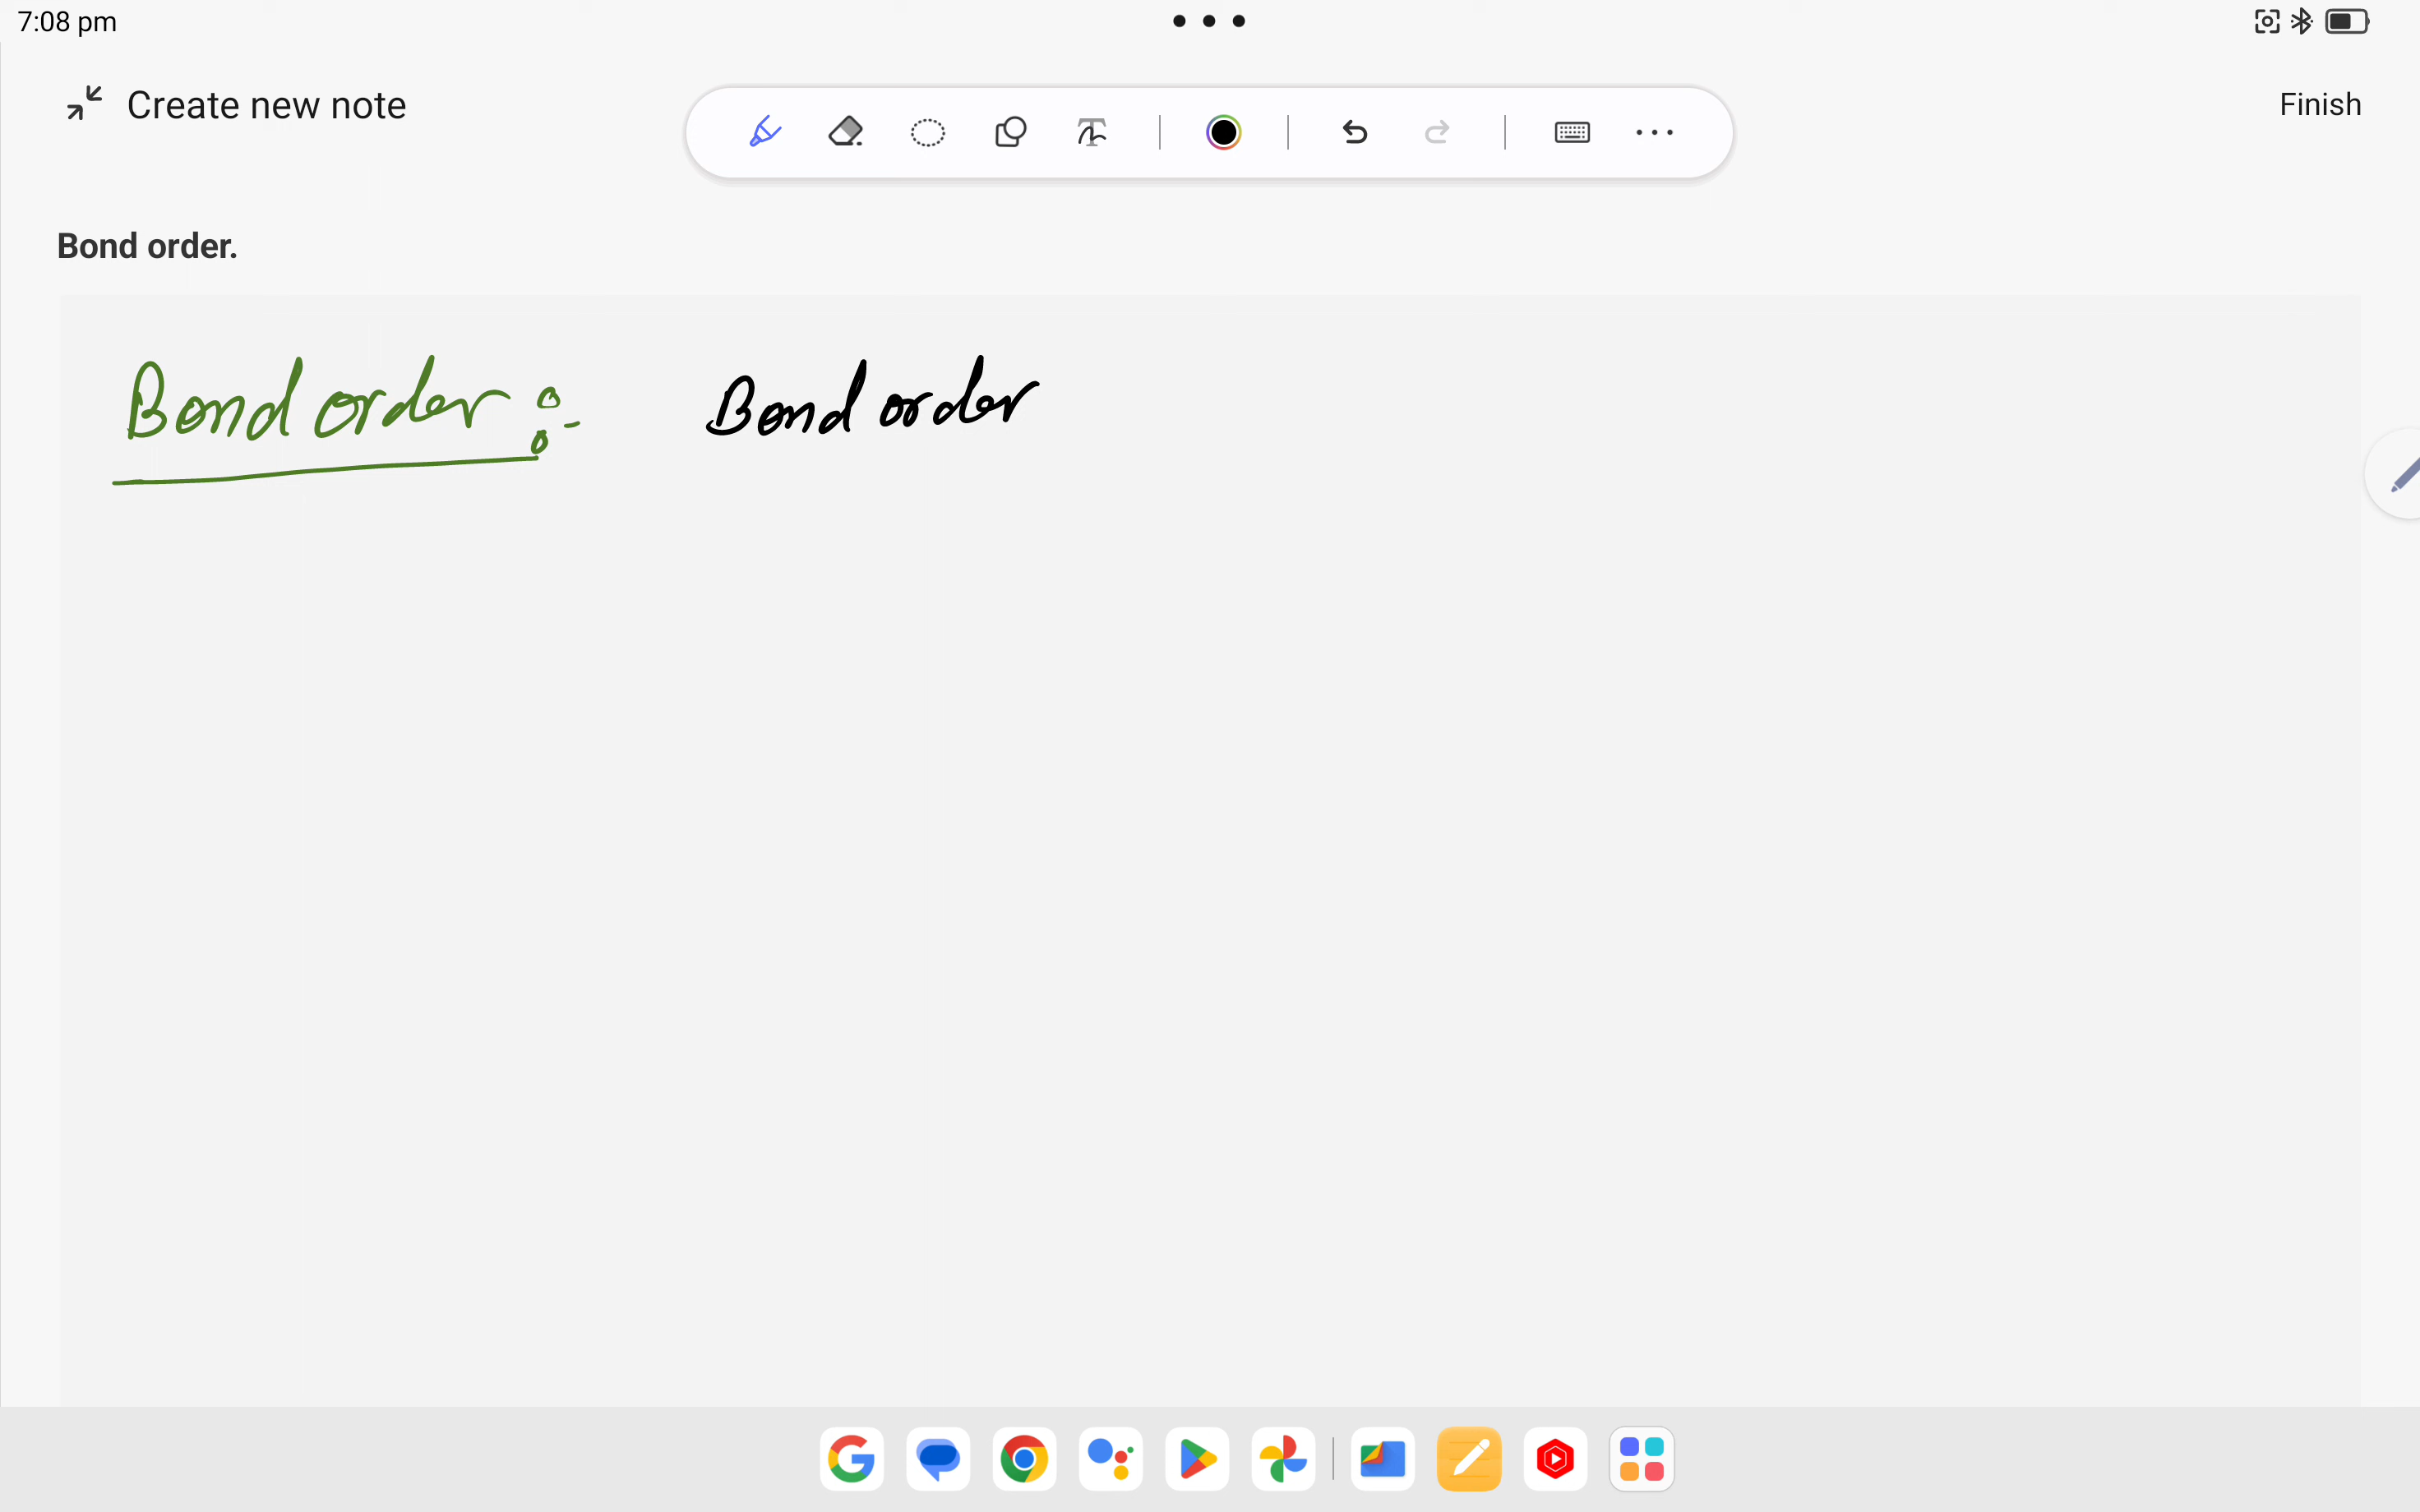 7:08 pm
Create new note
Finish
Bond order.
Bond order :- Bond order